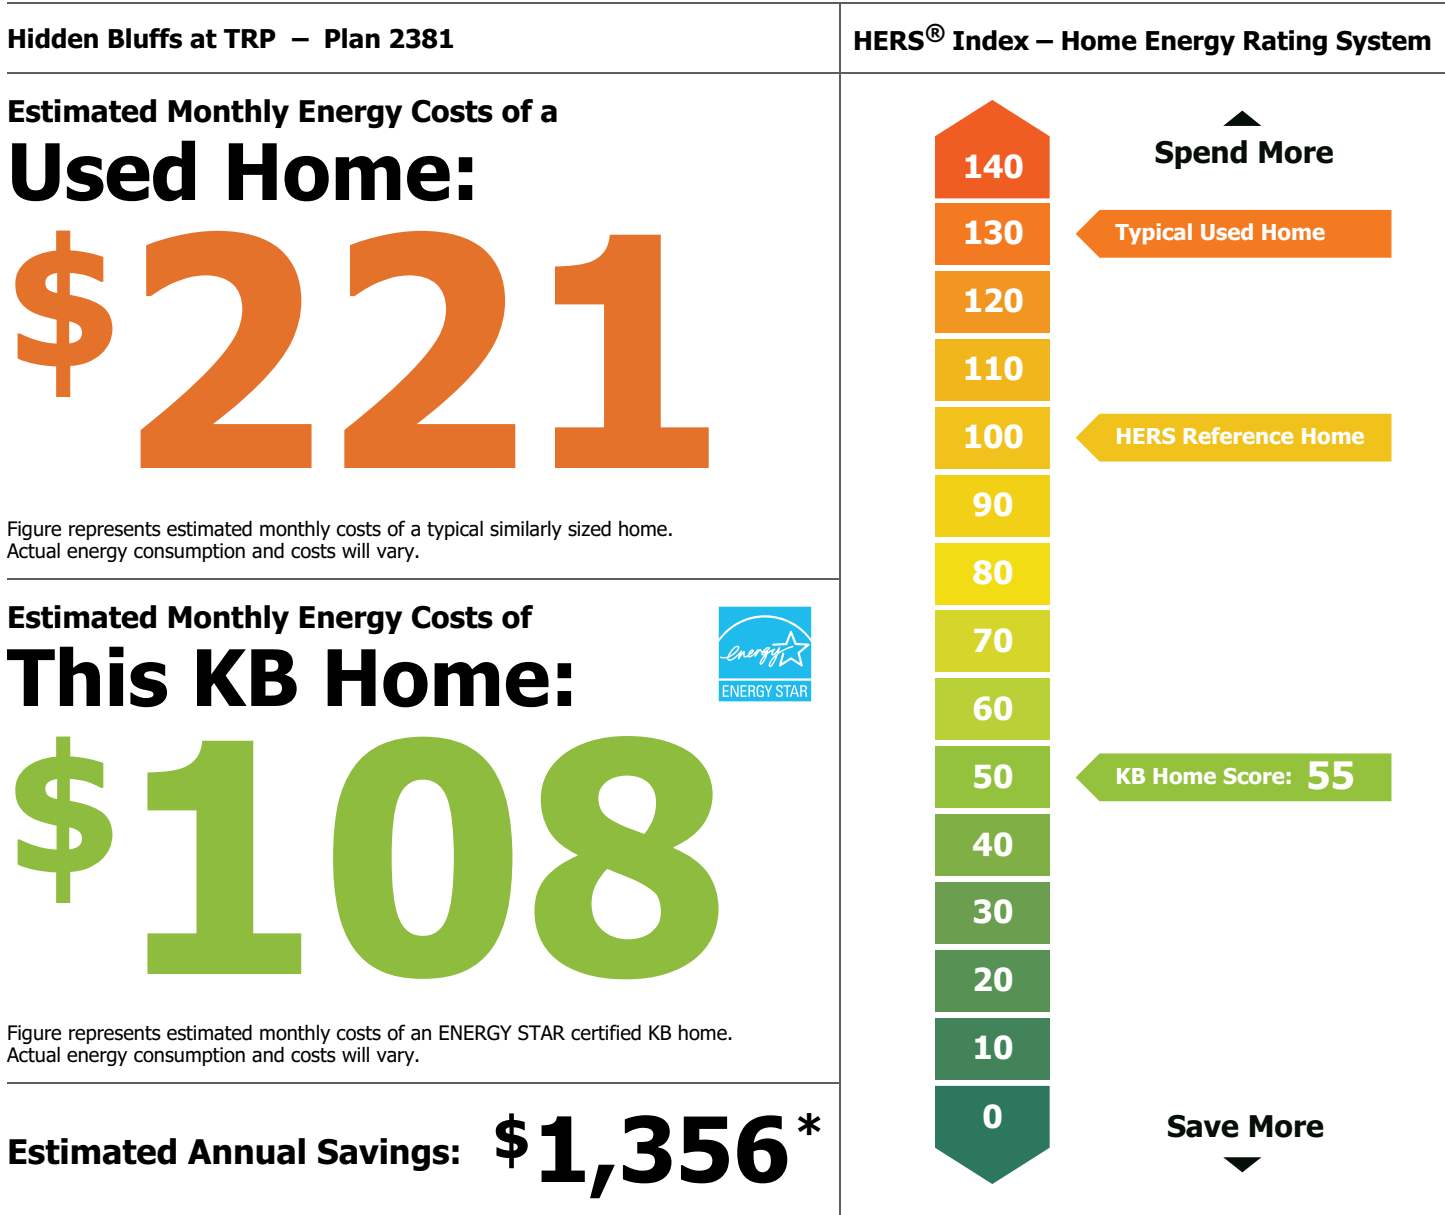 Hidden Bluffs at TRP – Plan 2381
Estimated Monthly Energy Costs of a
Used Home:
$221
Figure represents estimated monthly costs of a typical similarly sized home.
Actual energy consumption and costs will vary.
Estimated Monthly Energy Costs of
This KB Home:
energy
ENERGY STAR
$108
Figure represents estimated monthly costs of an ENERGY STAR certified KB home.
Actual energy consumption and costs will vary.
Estimated Annual Savings: $1,356*
HERS® Index – Home Energy Rating System
Spend More
140
130 Typical Used Home
120
110
100 HERS Reference Home
90
80
70
60
50 KB Home Score: 55
40
30
20
10
0
Save More